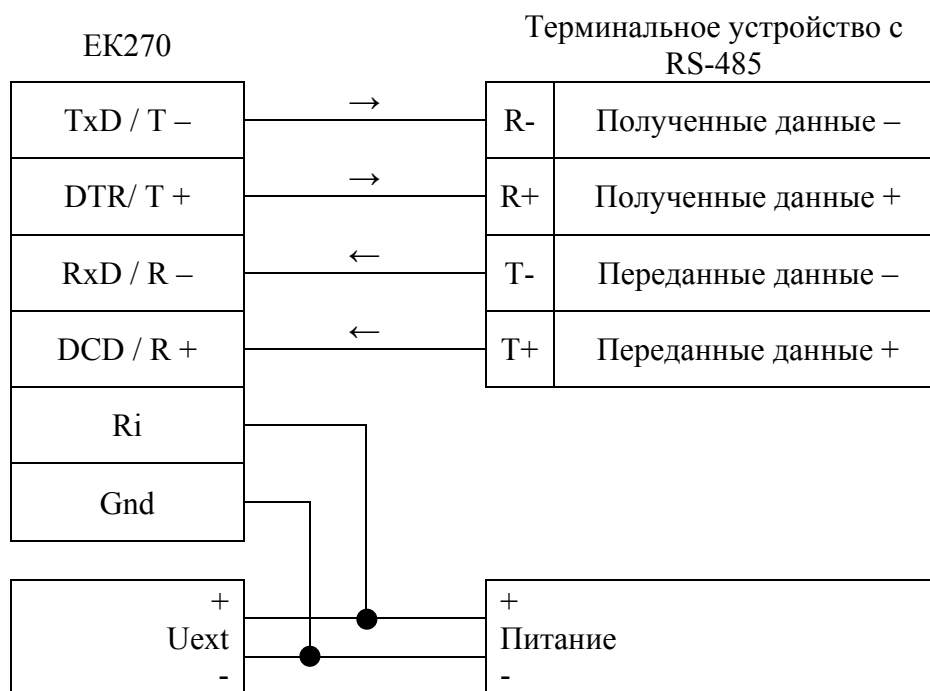 ЕК270
Терминальное устройство с
RS-485
TxD / T –
→
R-
Полученные данные –
DTR/ T +
→
R+
Полученные данные +
RxD / R –
←
T-
Переданные данные –
DCD / R +
←
T+
Переданные данные +
Ri
Gnd
+
Uext
-
+
Питание
-